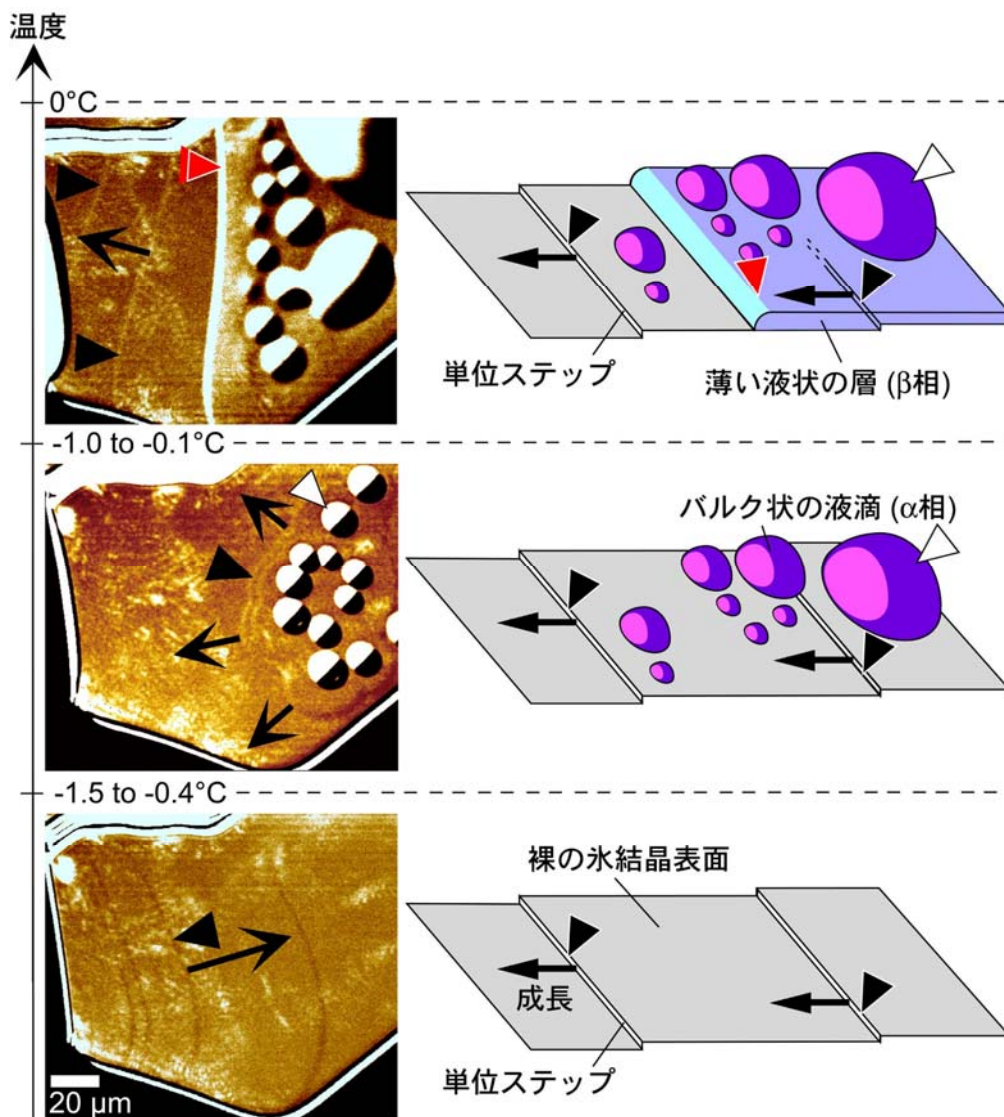 温度
0°C
単位ステップ
薄い液状の層 (β相)
-1.0 to -0.1°C
バルク状の液滴 (α相)
-1.5 to -0.4°C
裸の氷結晶表面
成長
単位ステップ
20 µm